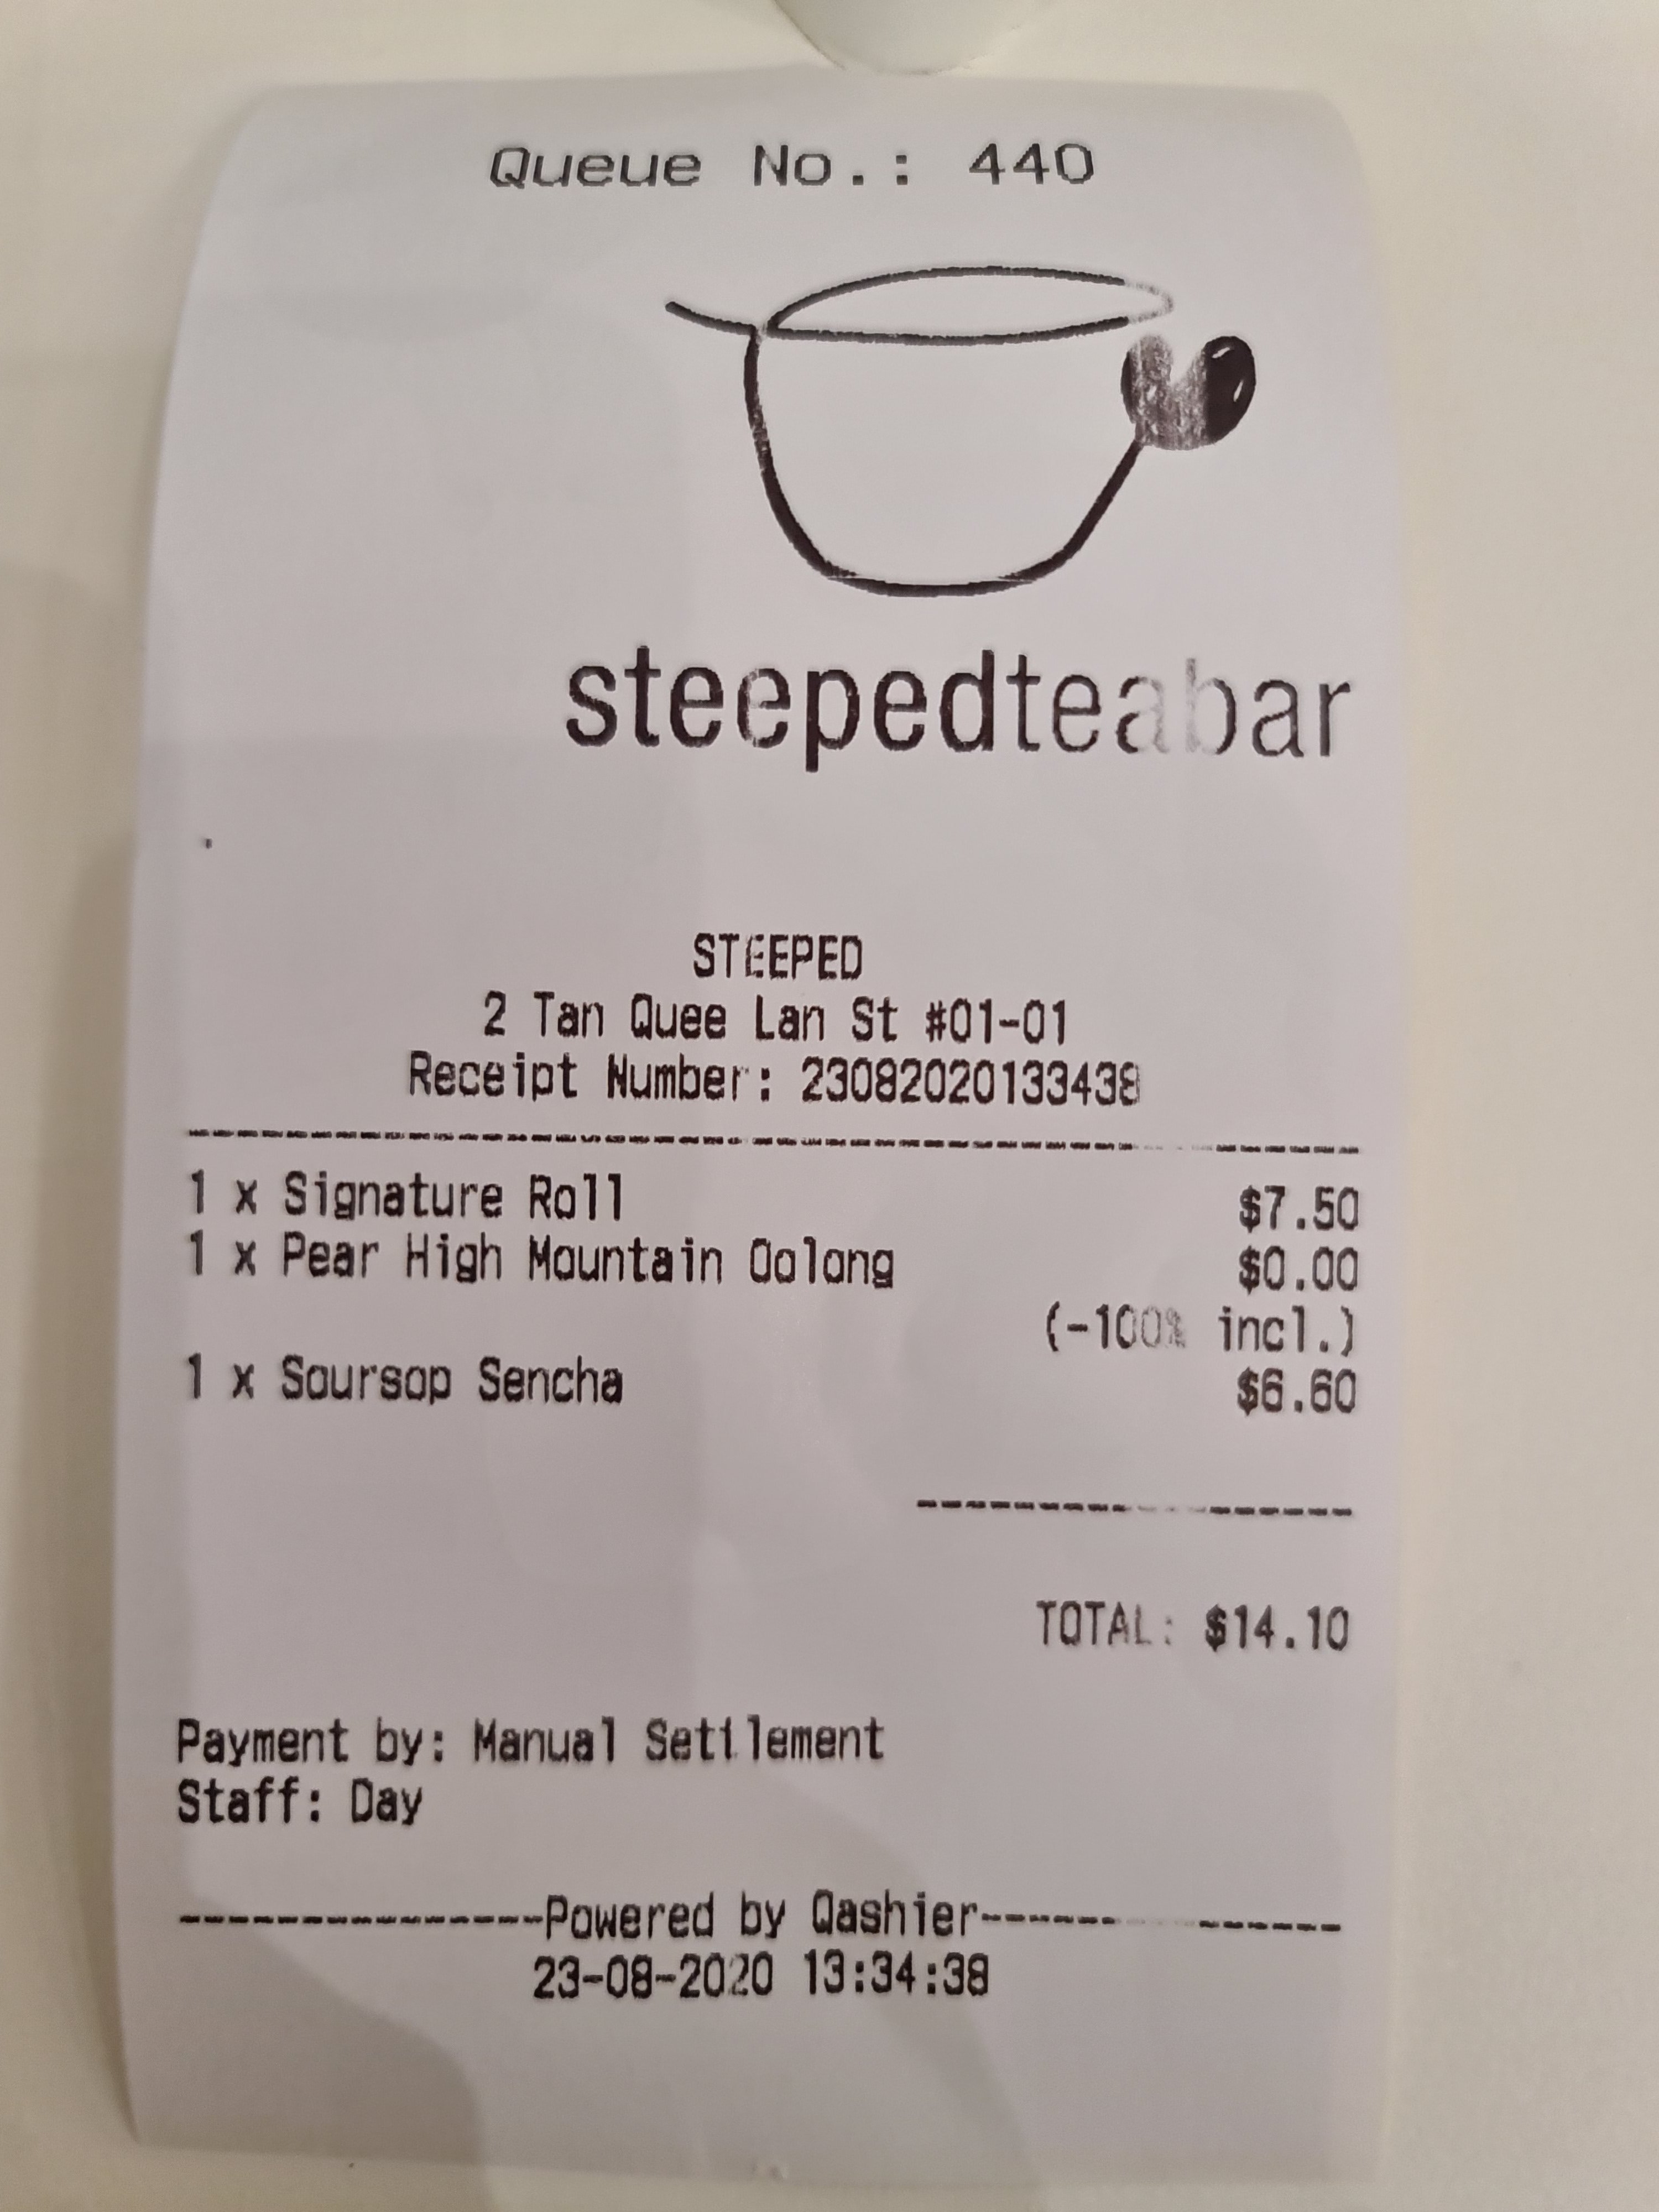 Queue No.: 440
steepedteabar
STEEPED
2 Tan Quee Lan St #01-01
Receipt Number: 23082020133438
1 x Signature Roll $7.50
1 x Pear High Mountain Oolong $0.00
(-100% incl.)
1 x Soursop Sencha $6.60
TOTAL: $14.10
Payment by: Manual Settlement
Staff: Day
----------------Powered by Qashier----------------
23-08-2020 13:34:38